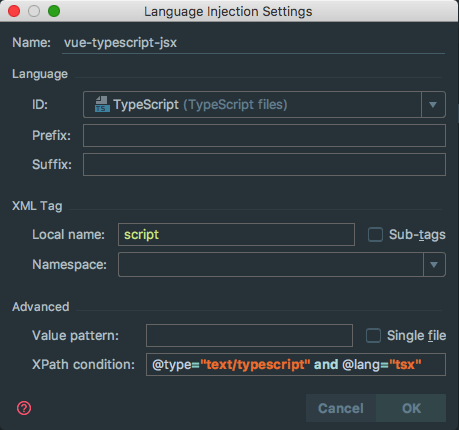 Language Injection Settings
Name: vue-typescript-jsx
Language
ID: TypeScript (TypeScript files)
Prefix:
Suffix:
XML Tag
Local name: script Sub-tags
Namespace:
Advanced
Value pattern: Single file
XPath condition: @type="text/typescript" and @lang="tsx"
? Cancel OK